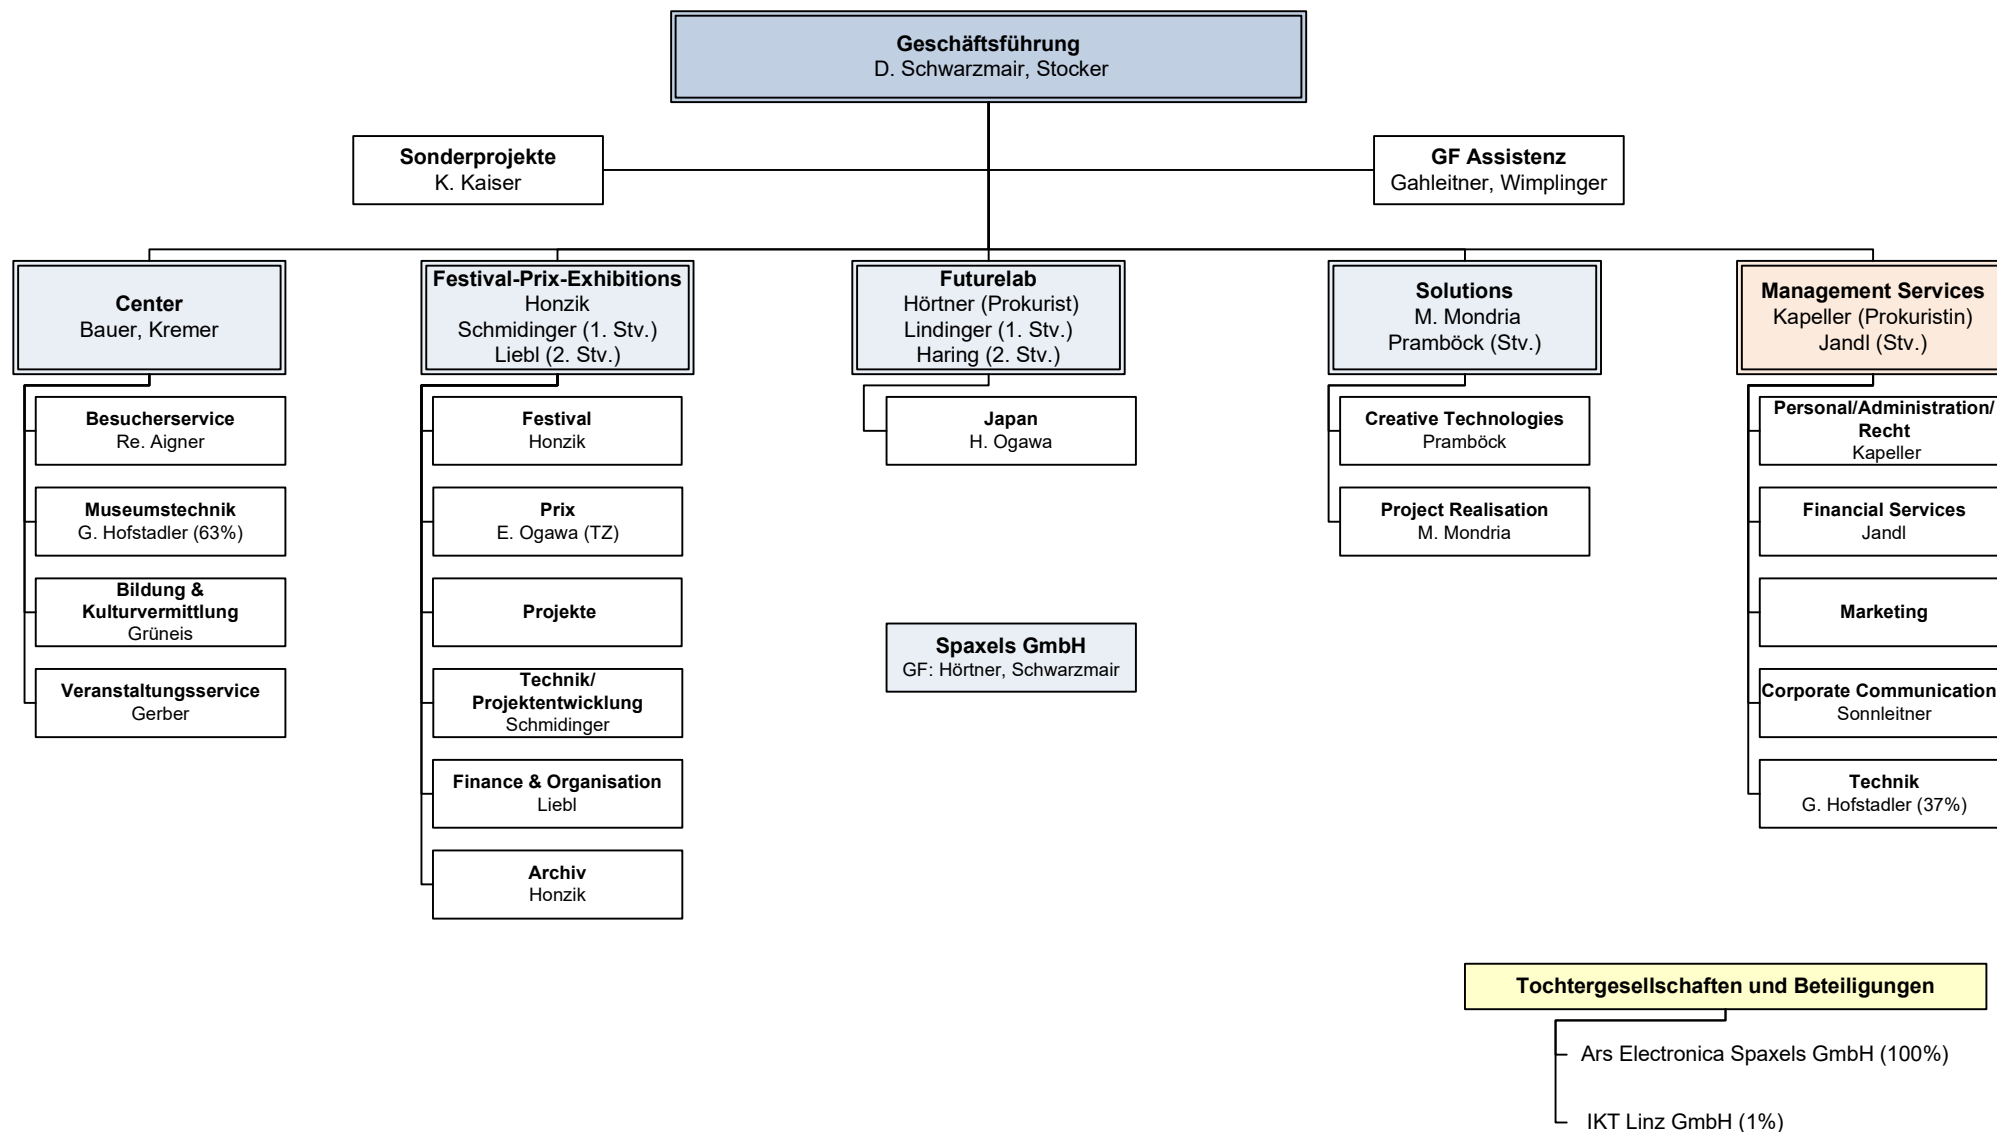 Geschäftsführung
D. Schwarzmair, Stocker
Sonderprojekte
K. Kaiser
GF Assistenz
Gahleitner, Wimplinger
Center
Bauer, Kremer
Festival-Prix-Exhibitions
Honzik
Schmidinger (1. Stv.)
Liebl (2. Stv.)
Futurelab
Hörtner (Prokurist)
Lindinger (1. Stv.)
Haring (2. Stv.)
Solutions
M. Mondria
Pramböck (Stv.)
Management Services
Kapeller (Prokuristin)
Jandl (Stv.)
Besucherservice
Re. Aigner
Museumstechnik
G. Hofstadler (63%)
Bildung &
Kulturvermittlung
Grüneis
Veranstaltungsservice
Gerber
Festival
Honzik
Prix
E. Ogawa (TZ)
Projekte
Technik/
Projektentwicklung
Schmidinger
Finance & Organisation
Liebl
Archiv
Honzik
Japan
H. Ogawa
Spaxels GmbH
GF: Hörtner, Schwarzmair
Creative Technologies
Pramböck
Project Realisation
M. Mondria
Personal/Administration/
Recht
Kapeller
Financial Services
Jandl
Marketing
Corporate Communication
Sonnleitner
Technik
G. Hofstadler (37%)
Tochtergesellschaften und Beteiligungen
Ars Electronica Spaxels GmbH (100%)
IKT Linz GmbH (1%)